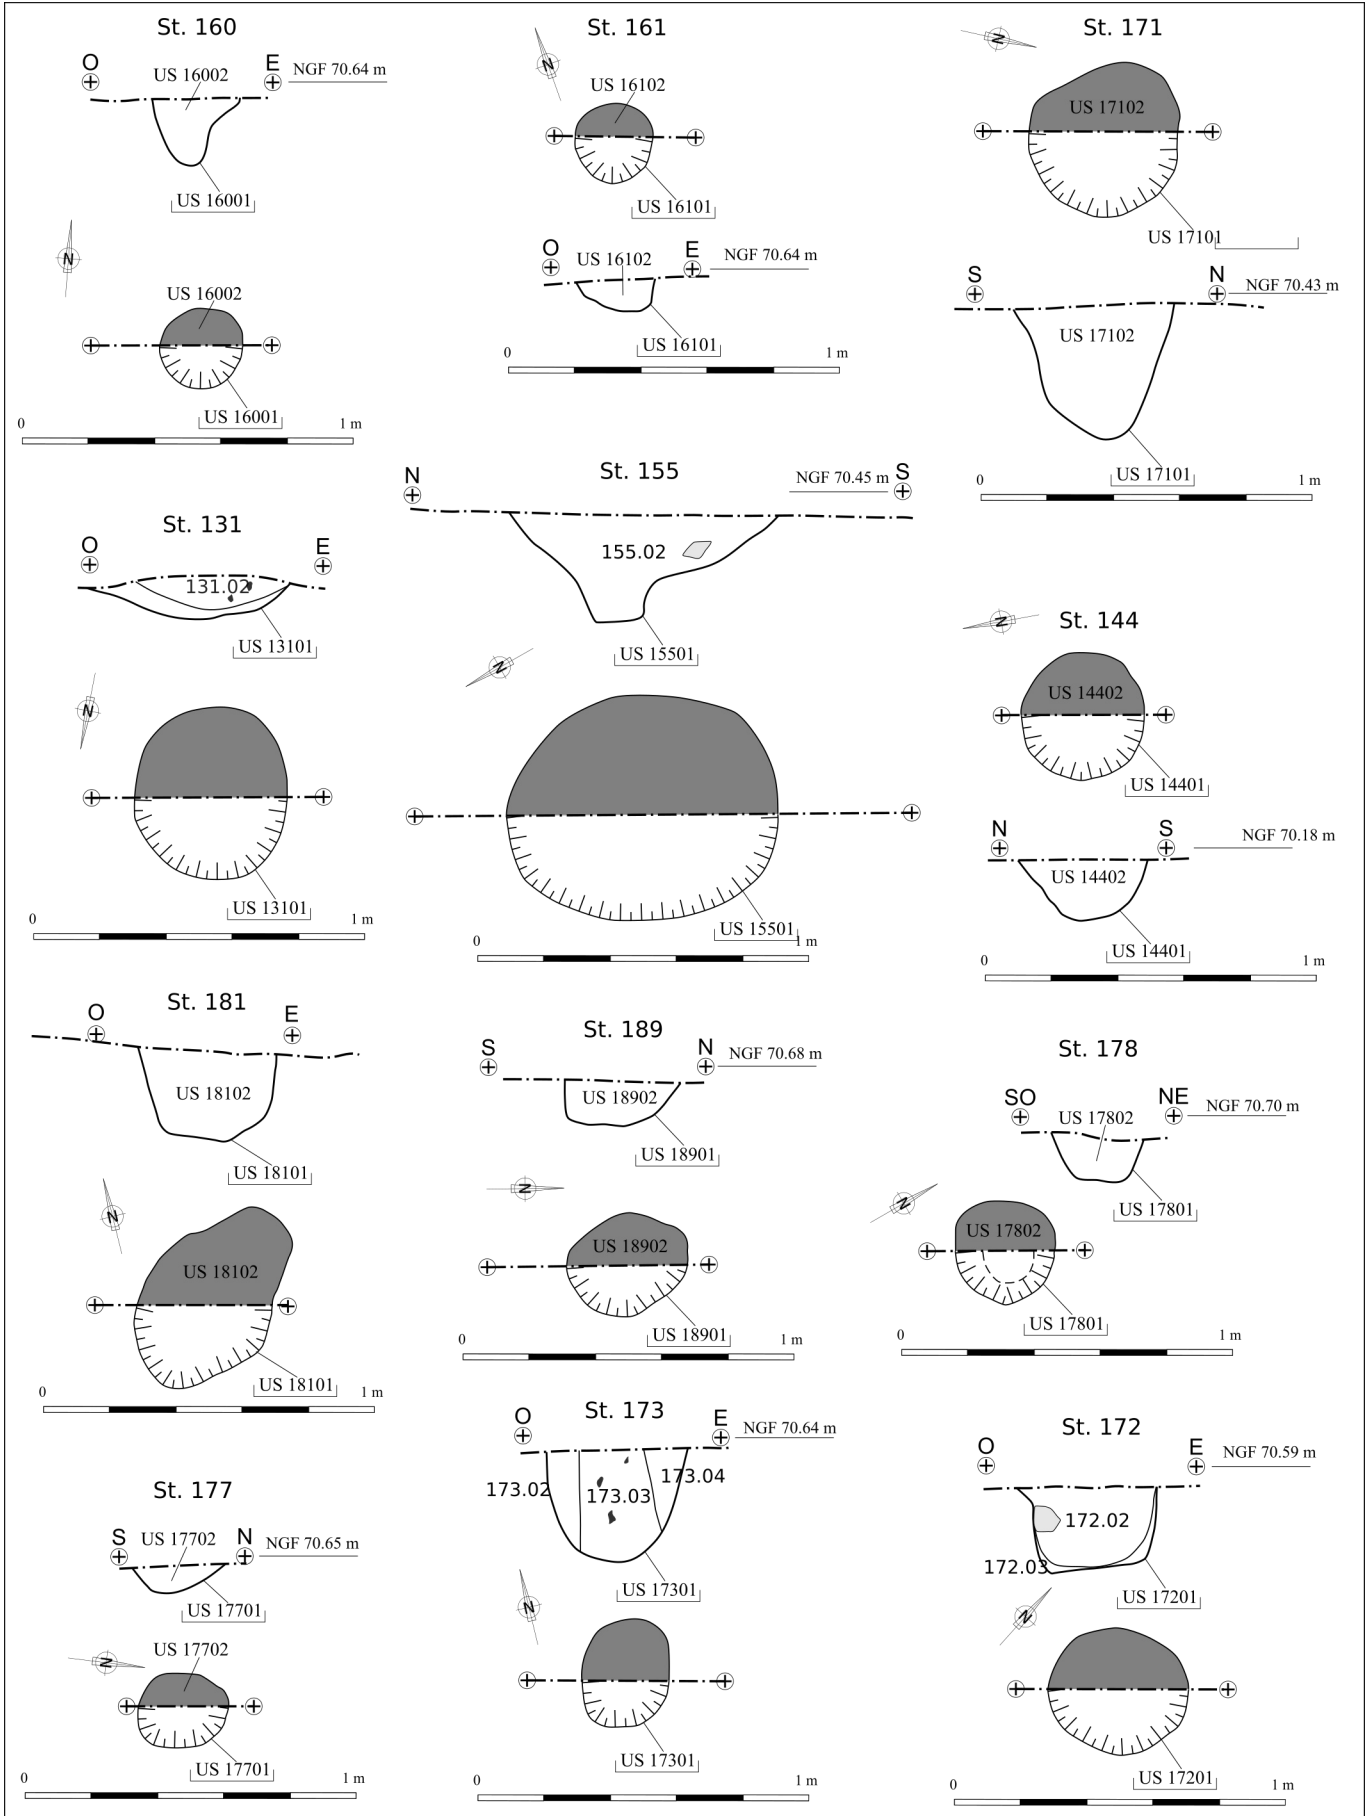 St. 160
O
E
US 16002
NGF 70.64 m
US 16001
N
US 16002
US 16001
0
1 m
St. 161
N
US 16102
US 16101
O
E
US 16102
NGF 70.64 m
US 16101
0
1 m
St. 171
N
US 17102
US 17101
S
N
NGF 70.43 m
US 17102
US 17101
0
1 m
St. 131
O
E
131.02
US 13101
N
US 13101
0
1 m
St. 155
N
S
NGF 70.45 m
155.02
US 15501
N
US 15501
0
1 m
St. 144
N
US 14402
US 14401
N
S
NGF 70.18 m
US 14402
US 14401
0
1 m
St. 181
O
E
US 18102
US 18101
N
US 18102
US 18101
0
1 m
St. 189
S
N
NGF 70.68 m
US 18902
US 18901
N
US 18902
US 18901
0
1 m
St. 178
SO
NE
NGF 70.70 m
US 17802
US 17801
N
US 17802
US 17801
0
1 m
St. 177
S
N
US 17702
NGF 70.65 m
US 17701
N
US 17702
US 17701
0
1 m
St. 173
O
E
NGF 70.64 m
173.02
173.03
173.04
US 17301
N
US 17301
0
1 m
St. 172
O
E
NGF 70.59 m
172.02
172.03
US 17201
N
US 17201
0
1 m